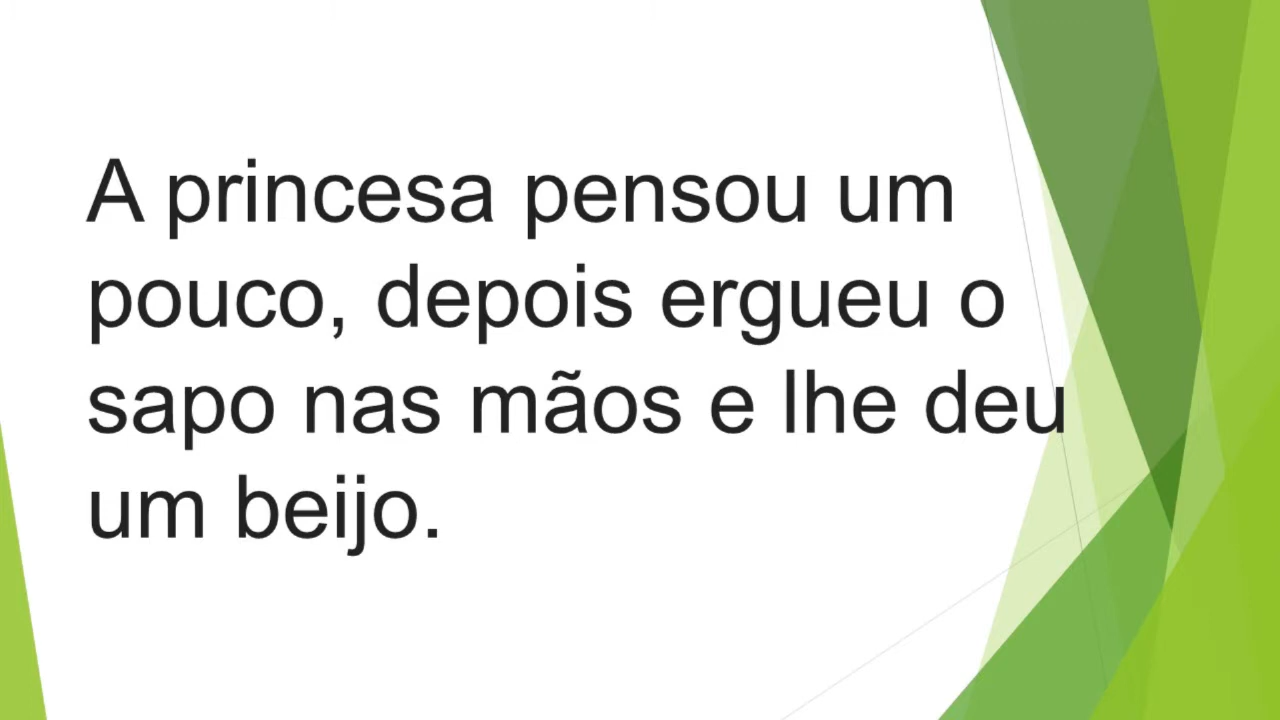 A princesa pensou um
pouco, depois ergueu o
sapo nas mãos e lhe deu
um beijo.